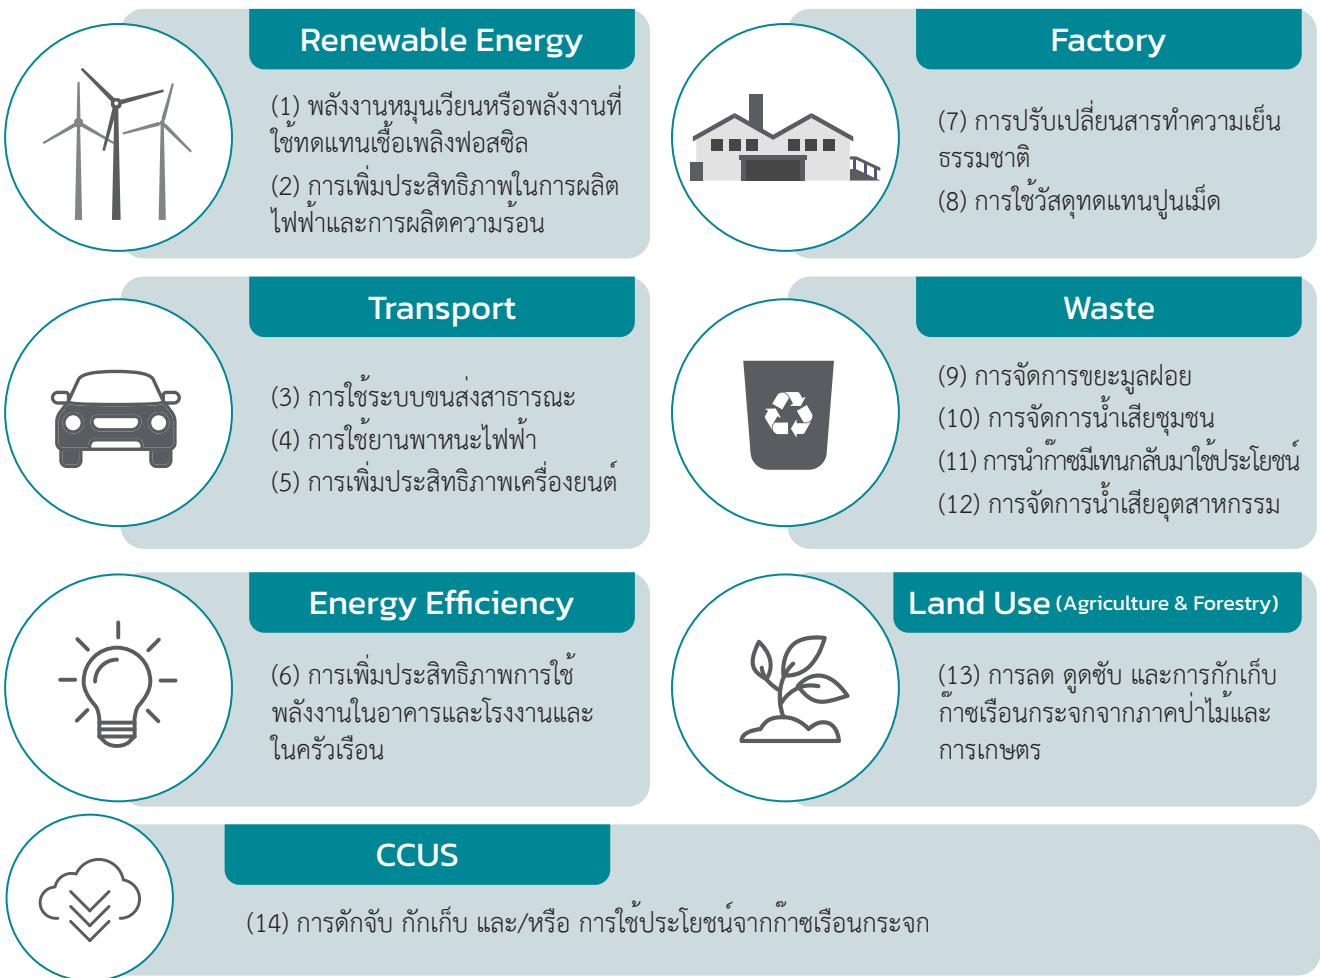 Renewable Energy
(1) พลังงานหมุนเวียนหรือพลังงานที่
ใช้ทดแทนเชื้อเพลิงฟอสซิล
(2) การเพิ่มประสิทธิภาพในการผลิต
ไฟฟ้าและการผลิตความร้อน
Factory
(7) การปรับเปลี่ยนสารทำความเย็น
ธรรมชาติ
(8) การใช้วัสดุทดแทนปูนเม็ด
Transport
(3) การใช้ระบบขนส่งสาธารณะ
(4) การใช้ยานพาหนะไฟฟ้า
(5) การเพิ่มประสิทธิภาพเครื่องยนต์
Waste
(9) การจัดการขยะมูลฝอย
(10) การจัดการน้ำเสียชุมชน
(11) การนำก๊าซมีเทนกลับมาใช้ประโยชน์
(12) การจัดการน้ำเสียอุตสาหกรรม
Energy Efficiency
(6) การเพิ่มประสิทธิภาพการใช้
พลังงานในอาคารและโรงงานและ
ในครัวเรือน
Land Use (Agriculture & Forestry)
(13) การลด ดูดซับ และการกักเก็บ
ก๊าซเรือนกระจกจากภาคป่าไม้และ
การเกษตร
CCUS
(14) การดักจับ กักเก็บ และ/หรือ การใช้ประโยชน์จากก๊าซเรือนกระจก